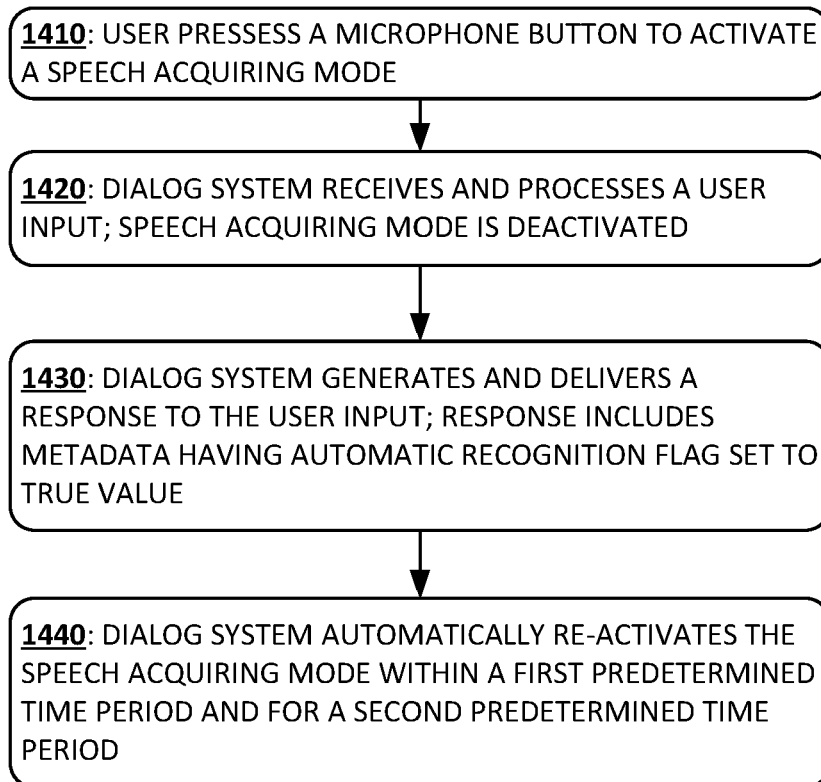 1410: USER PRESSESS A MICROPHONE BUTTON TO ACTIVATE
A SPEECH ACQUIRING MODE
1420: DIALOG SYSTEM RECEIVES AND PROCESSES A USER
INPUT; SPEECH ACQUIRING MODE IS DEACTIVATED
1430: DIALOG SYSTEM GENERATES AND DELIVERS A
RESPONSE TO THE USER INPUT; RESPONSE INCLUDES
METADATA HAVING AUTOMATIC RECOGNITION FLAG SET TO
TRUE VALUE
1440: DIALOG SYSTEM AUTOMATICALLY RE-ACTIVATES THE
SPEECH ACQUIRING MODE WITHIN A FIRST PREDETERMINED
TIME PERIOD AND FOR A SECOND PREDETERMINED TIME
PERIOD